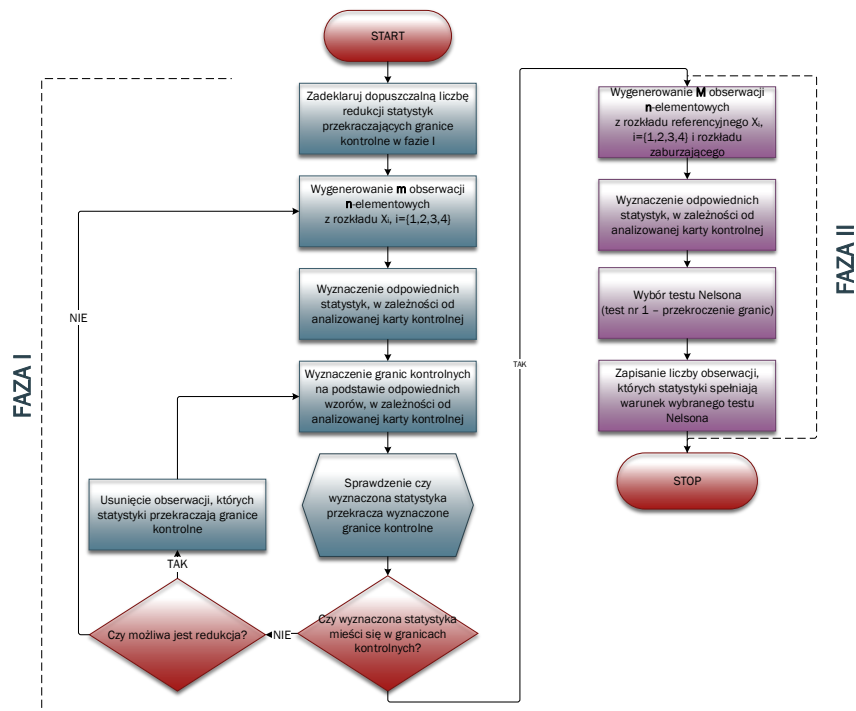 START
FAZA I
Zadeklaruj dopuszczalną liczbę
redukcji statystyk
przekraczających granice
kontrolne w fazie I
Wygenerowanie m obserwacji
n-elementowych
z rozkładu Xᵢ, i={1,2,3,4}
Wyznaczenie odpowiednich
statystyk, w zależności od
analizowanej karty kontrolnej
Wyznaczenie granic kontrolnych
na podstawie odpowiednich
wzorów, w zależności od
analizowanej karty kontrolnej
Sprawdzenie czy
wyznaczona statystyka
przekracza wyznaczone
granice kontrolne
Czy wyznaczona statystyka
mieści się w granicach
kontrolnych?
NIE
Czy możliwa jest redukcja?
TAK
Usunięcie obserwacji, których
statystyki przekraczają granice
kontrolne
NIE
TAK
FAZA II
Wygenerowanie M obserwacji
n-elementowych
z rozkładu referencyjnego Xᵢ,
i={1,2,3,4} i rozkładu
zaburzającego
Wyznaczenie odpowiednich
statystyk, w zależności od
analizowanej karty kontrolnej
Wybór testu Nelsona
(test nr 1 – przekroczenie granic)
Zapisanie liczby obserwacji,
których statystyki spełniają
warunek wybranego testu
Nelsona
STOP